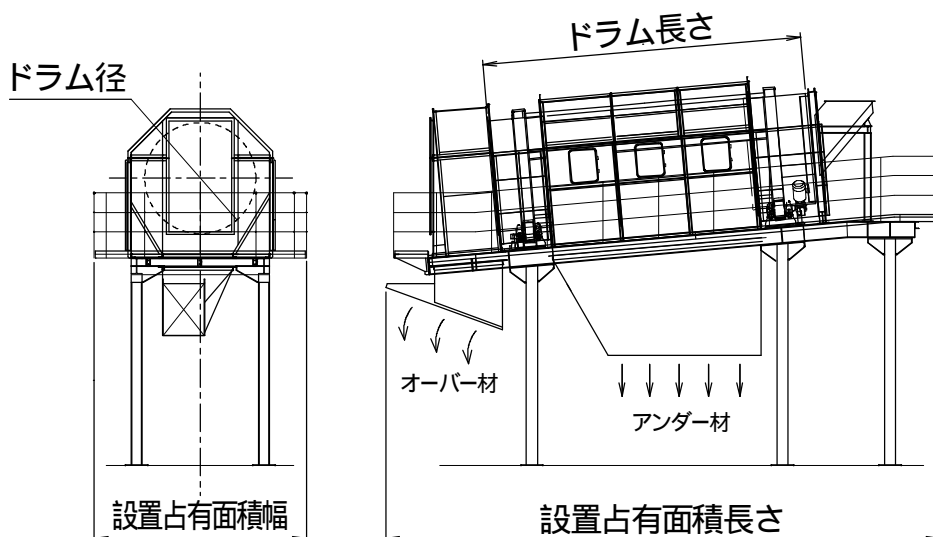 ドラム径
ドラム長さ
オーバー材
アンダー材
設置占有面積幅
設置占有面積長さ